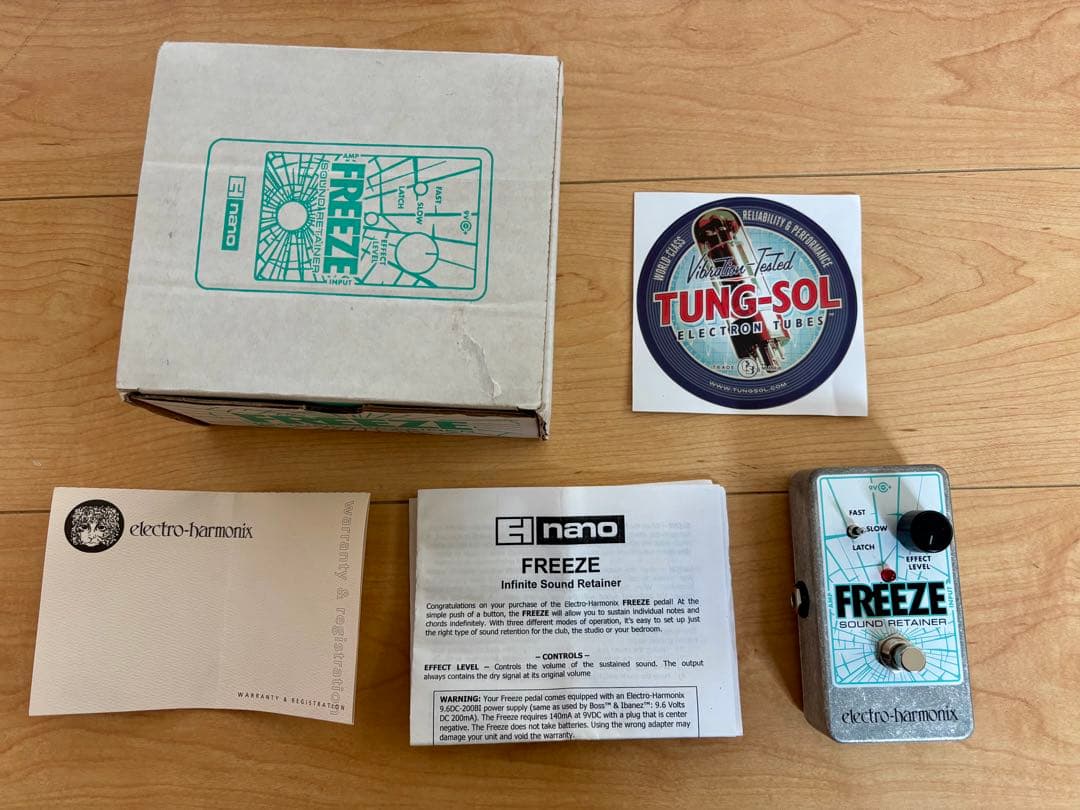 EH nano
AMP
FREEZE
SOUND RETAINER
INPUT
FAST
SLOW
LATCH
EFFECT
LEVEL
9V
FREEZE
WORLD-CLASS
RELIABILITY & PERFORMANCE
Vibration Tested
TUNG-SOL
ELECTRON TUBES™
TRADE
MARK
WWW.TUNGSOL.COM
electro-harmonix
warranty & registration
WARRANTY & REGISTRATION
EH nano
FREEZE
Infinite Sound Retainer
Congratulations on your purchase of the Electro-Harmonix FREEZE pedal! At the
simple push of a button, the FREEZE will allow you to sustain individual notes and
chords indefinitely. With three different modes of operation, it's easy to set up just
the right type of sound retention for the club, the studio or your bedroom.
– CONTROLS –
EFFECT LEVEL – Controls the volume of the sustained sound. The output
always contains the dry signal at its original volume
WARNING: Your Freeze pedal comes equipped with an Electro-Harmonix
9.6DC-200BI power supply (same as used by Boss™ & Ibanez™: 9.6 Volts
DC 200mA). The Freeze requires 140mA at 9VDC with a plug that is center
negative. The Freeze does not take batteries. Using the wrong adapter may
damage your unit and void the warranty.
9V
FAST
SLOW
LATCH
EFFECT
LEVEL
AMP
FREEZE
INPUT
SOUND RETAINER
electro-harmonix